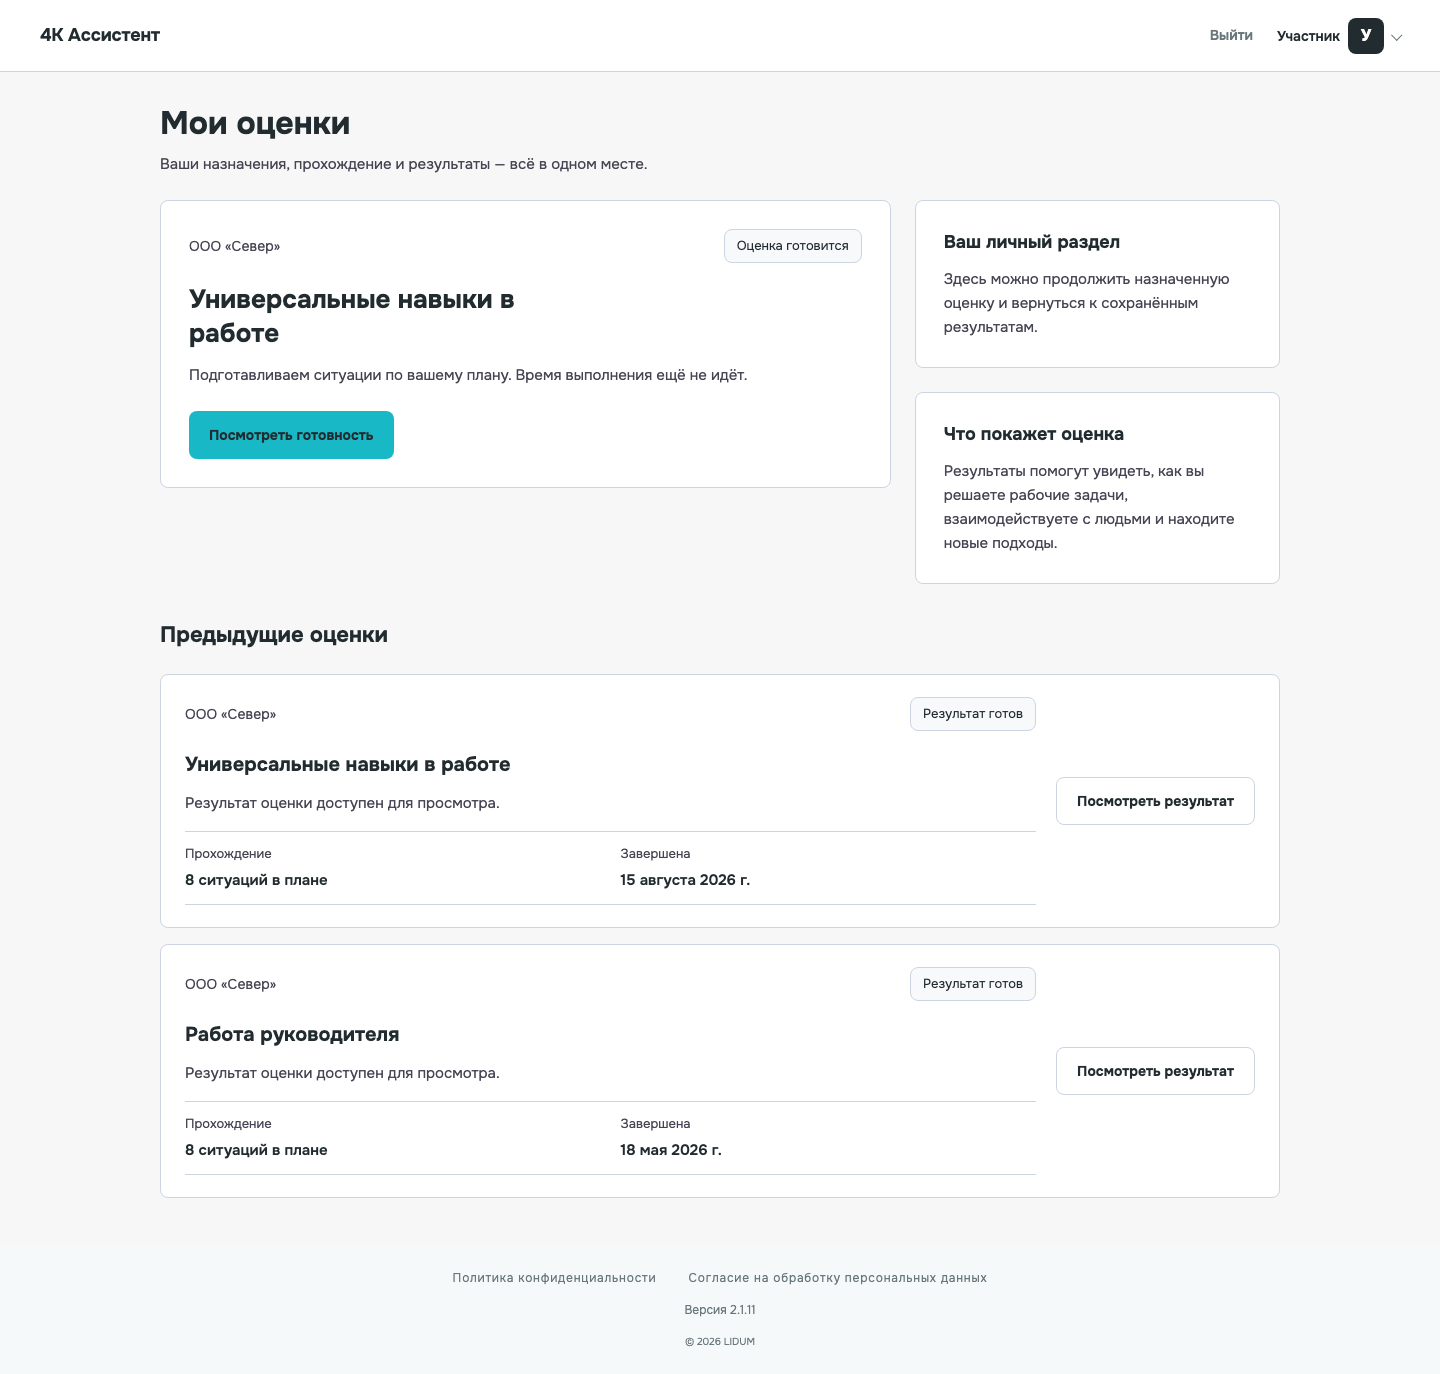 4K Ассистент
Выйти
Участник
У
Мои оценки
Ваши назначения, прохождение и результаты — всё в одном месте.
ООО «Север»
Оценка готовится
Универсальные навыки в
работе
Подготавливаем ситуации по вашему плану. Время выполнения ещё не идёт.
Посмотреть готовность
Ваш личный раздел
Здесь можно продолжить назначенную
оценку и вернуться к сохранённым
результатам.
Что покажет оценка
Результаты помогут увидеть, как вы
решаете рабочие задачи,
взаимодействуете с людьми и находите
новые подходы.
Предыдущие оценки
ООО «Север»
Результат готов
Универсальные навыки в работе
Результат оценки доступен для просмотра.
Прохождение
8 ситуаций в плане
Завершена
15 августа 2026 г.
Посмотреть результат
ООО «Север»
Результат готов
Работа руководителя
Результат оценки доступен для просмотра.
Прохождение
8 ситуаций в плане
Завершена
18 мая 2026 г.
Посмотреть результат
Политика конфиденциальности
Согласие на обработку персональных данных
Версия 2.1.11
© 2026 LIDUM